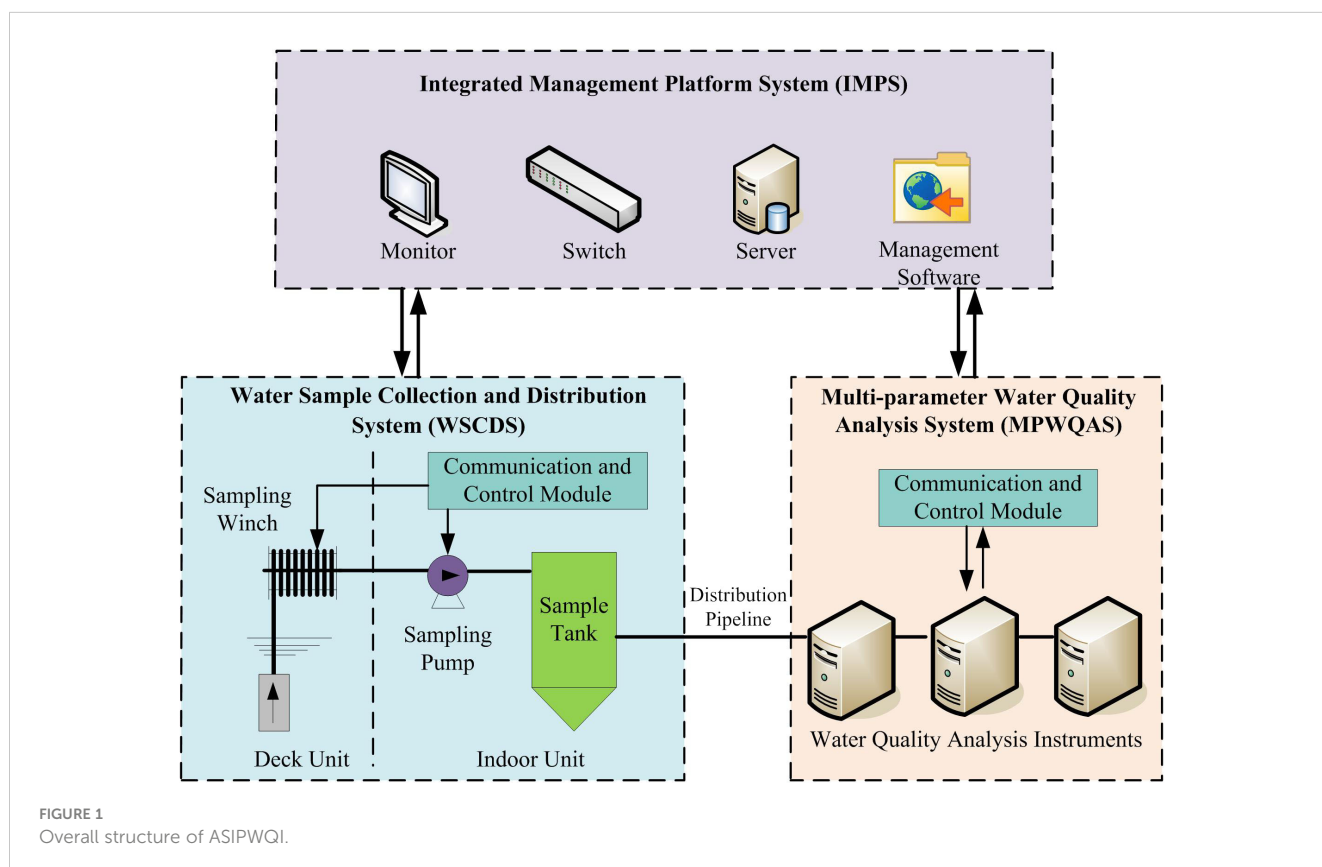 Integrated Management Platform System (IMPS)
Monitor
Switch
Server
Management
Software
Water Sample Collection and Distribution
System (WSCDS)
Communication and
Control Module
Sampling
Winch
Sampling
Pump
Sample
Tank
Deck Unit
Indoor Unit
Distribution
Pipeline
Multi-parameter Water Quality
Analysis System (MPWQAS)
Communication and
Control Module
Water Quality Analysis Instruments
FIGURE 1
Overall structure of ASIPWQI.